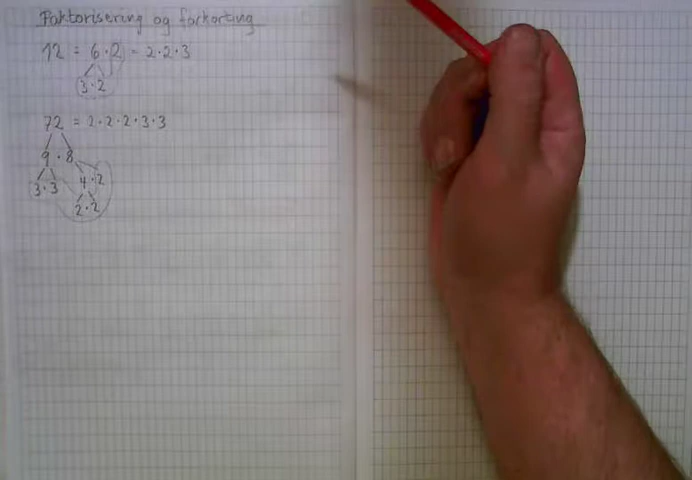 Faktorisering og forkorting
12 = 6 · 2 = 2 · 2 · 3
3 · 2
72 = 2 · 2 · 2 · 3 · 3
9 · 8
3 · 3 4 · 2
2 · 2